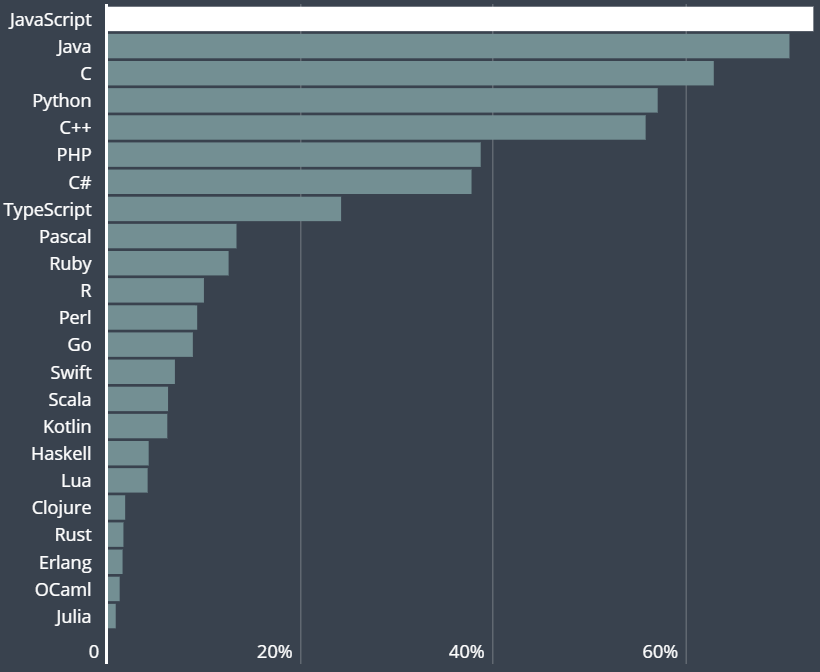 JavaScript
Java
C
Python
C++
PHP
C#
TypeScript
Pascal
Ruby
R
Perl
Go
Swift
Scala
Kotlin
Haskell
Lua
Clojure
Rust
Erlang
OCaml
Julia
0 20% 40% 60%